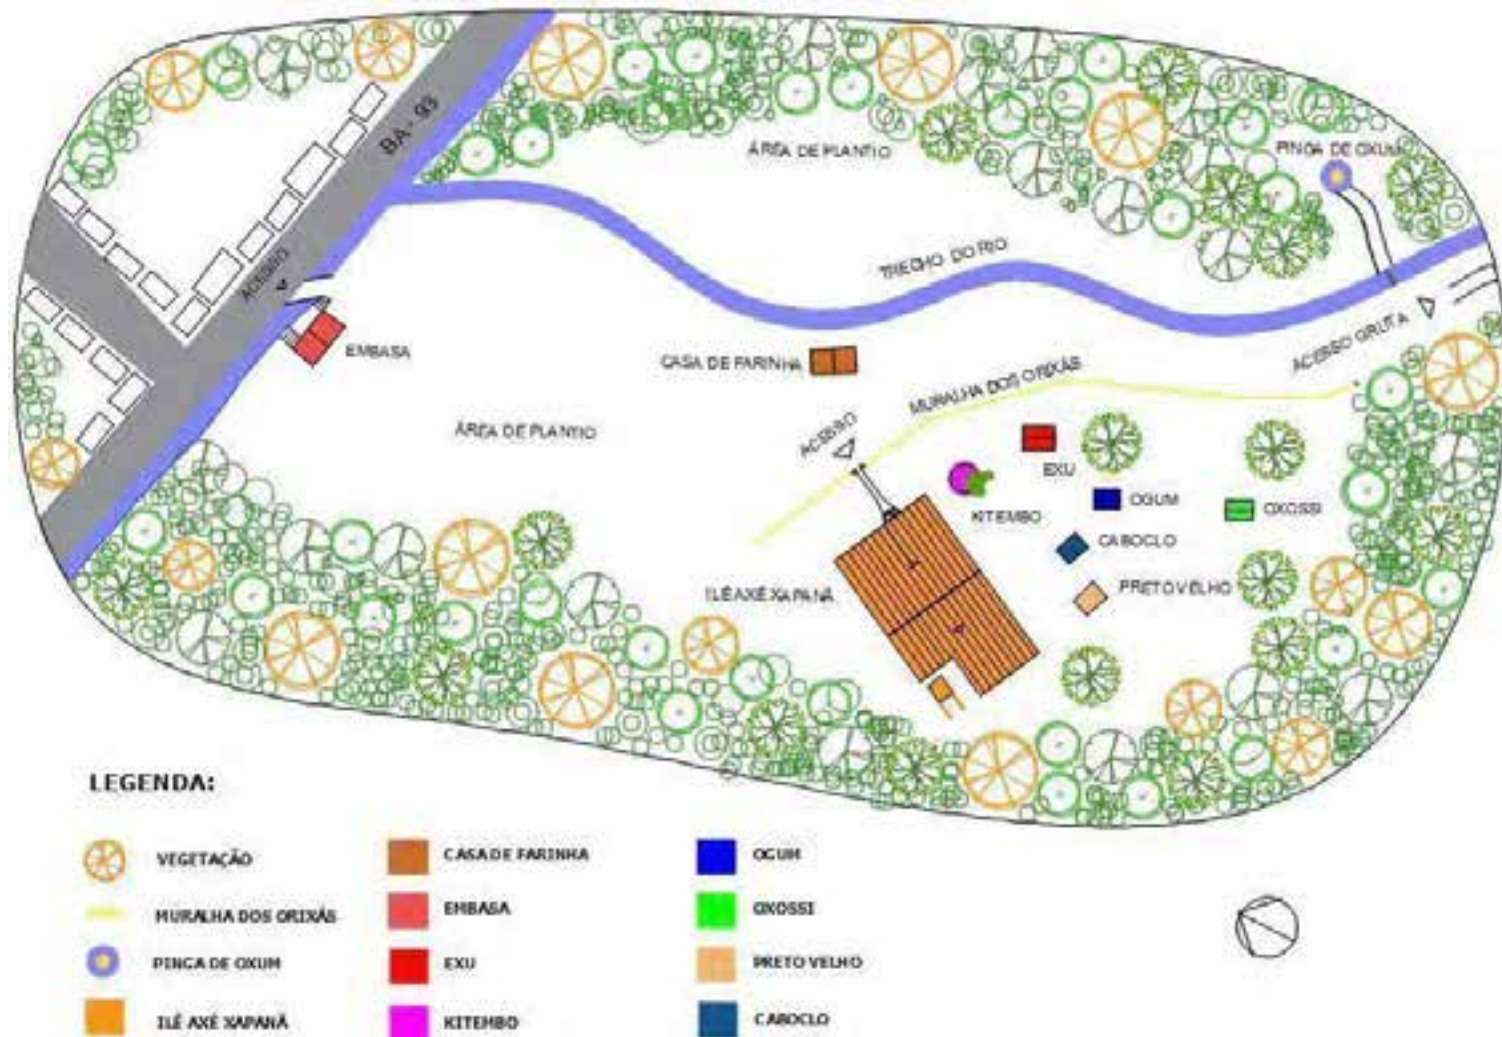 BA - 93
ÁREA DE PLANTIO
PINGA DE OXUM
TRECHO DO RIO
ACESSO
EMBASA
CASA DE FARINHA
MURALHA DOS ORIXÁS
ACESSO GRUTA
ÁREA DE PLANTIO
ACESSO
EXU
KITEMBO
OGUM
OXOSSI
CABOCLO
PRETO VELHO
ILÊ AXÉ XAPANÃ
LEGENDA:
VEGETAÇÃO
MURALHA DOS ORIXÁS
PINGA DE OXUM
ILÉ AXÉ XAPANÃ
CASA DE FARINHA
EMBASA
EXU
KITEMBO
OGUM
OXOSSI
PRETO VELHO
CABOCLO